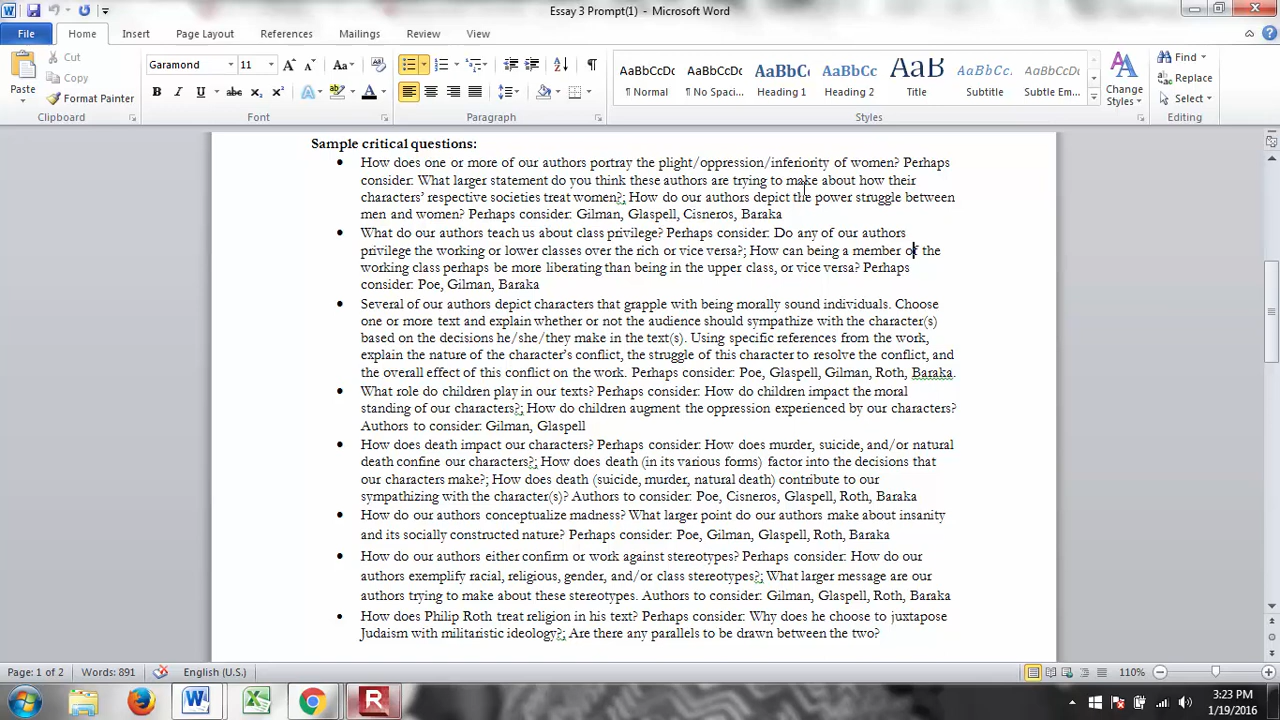 Essay 3 Prompt(1) - Microsoft Word
File Home Insert Page Layout References Mailings Review View
Paste
Cut
Copy
Format Painter
Clipboard
Garamond 11
Font
Paragraph
AaBbCcDc AaBbCcDc AaBbCc AaBbCc AaB AaBbCc. AaBbCcDc
¶ Normal ¶ No Spaci... Heading 1 Heading 2 Title Subtitle Subtle Em...
Styles
Change Styles
Find
Replace
Select
Editing
Sample critical questions:
• How does one or more of our authors portray the plight/oppression/inferiority of women? Perhaps
consider: What larger statement do you think these authors are trying to make about how their
characters’ respective societies treat women?; How do our authors depict the power struggle between
men and women? Perhaps consider: Gilman, Glaspell, Cisneros, Baraka
• What do our authors teach us about class privilege? Perhaps consider: Do any of our authors
privilege the working or lower classes over the rich or vice versa?; How can being a member of the
working class perhaps be more liberating than being in the upper class, or vice versa? Perhaps
consider: Poe, Gilman, Baraka
• Several of our authors depict characters that grapple with being morally sound individuals. Choose
one or more text and explain whether or not the audience should sympathize with the character(s)
based on the decisions he/she/they make in the text(s). Using specific references from the work,
explain the nature of the character’s conflict, the struggle of this character to resolve the conflict, and
the overall effect of this conflict on the work. Perhaps consider: Poe, Glaspell, Gilman, Roth, Baraka.
• What role do children play in our texts? Perhaps consider: How do children impact the moral
standing of our characters?; How do children augment the oppression experienced by our characters?
Authors to consider: Gilman, Glaspell
• How does death impact our characters? Perhaps consider: How does murder, suicide, and/or natural
death confine our characters?; How does death (in its various forms) factor into the decisions that
our characters make?; How does death (suicide, murder, natural death) contribute to our
sympathizing with the character(s)? Authors to consider: Poe, Cisneros, Glaspell, Roth, Baraka
• How do our authors conceptualize madness? What larger point do our authors make about insanity
and its socially constructed nature? Perhaps consider: Poe, Gilman, Glaspell, Roth, Baraka
• How do our authors either confirm or work against stereotypes? Perhaps consider: How do our
authors exemplify racial, religious, gender, and/or class stereotypes?; What larger message are our
authors trying to make about these stereotypes. Authors to consider: Gilman, Glaspell, Roth, Baraka
• How does Philip Roth treat religion in his text? Perhaps consider: Why does he choose to juxtapose
Judaism with militaristic ideology?; Are there any parallels to be drawn between the two?
Page: 1 of 2 Words: 891 English (U.S.) 110%
3:23 PM
1/19/2016